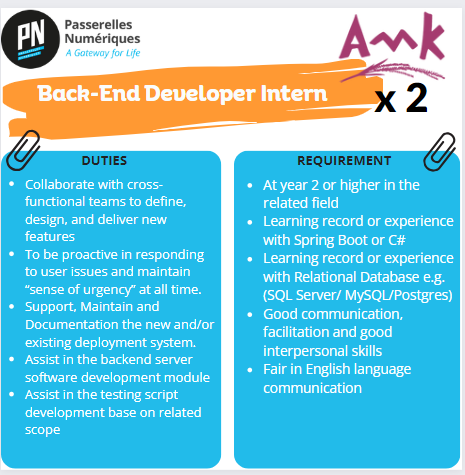 PN
Passerelles
Numériques
A Gateway for Life
Amk
Back-End Developer Intern
x 2
DUTIES
• Collaborate with cross-
functional teams to define,
design, and deliver new
features
• To be proactive in responding
to user issues and maintain
“sense of urgency” at all time.
• Support, Maintain and
Documentation the new and/or
existing deployment system.
• Assist in the backend server
software development module
• Assist in the testing script
development base on related
scope
REQUIREMENT
• At year 2 or higher in the
related field
• Learning record or experience
with Spring Boot or C#
• Learning record or experience
with Relational Database e.g.
(SQL Server/ MySQL/Postgres)
• Good communication,
facilitation and good
interpersonal skills
• Fair in English language
communication